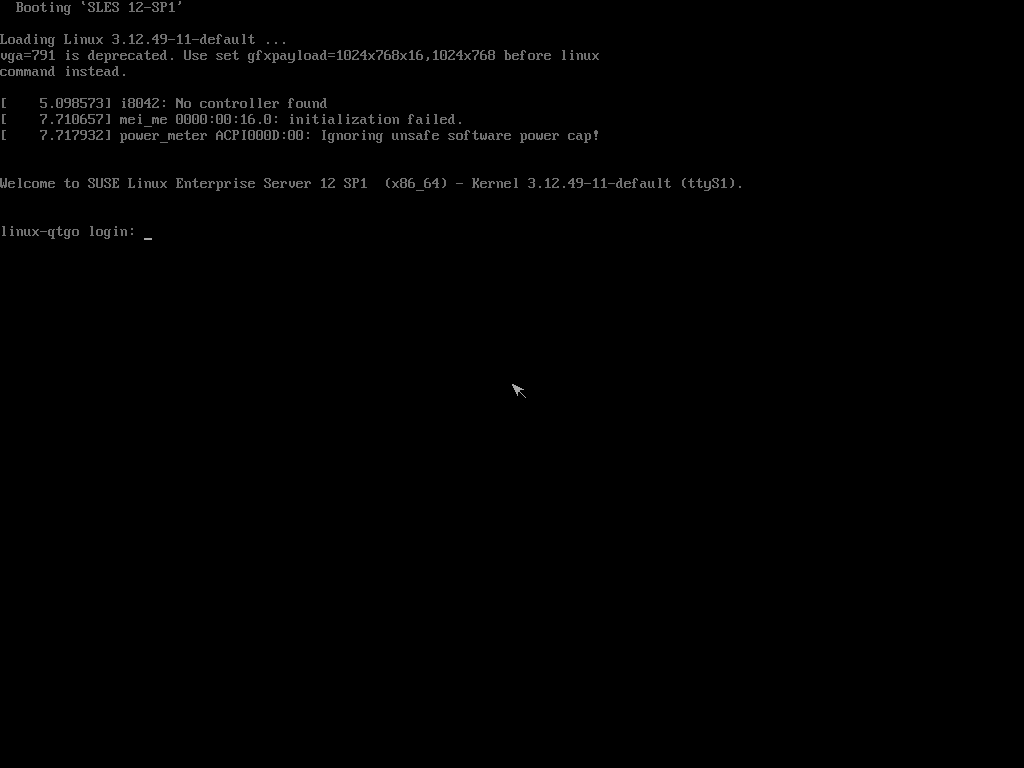 Booting `SLES 12-SP1'
Loading Linux 3.12.49-11-default ...
vga=791 is deprecated. Use set gfxpayload=1024x768x16,1024x768 before linux
command instead.
[    5.098573] i8042: No controller found
[    7.710657] mei_me 0000:00:16.0: initialization failed.
[    7.717932] power_meter ACPI000D:00: Ignoring unsafe software power cap!
Welcome to SUSE Linux Enterprise Server 12 SP1  (x86_64) - Kernel 3.12.49-11-default (ttyS1).
linux-qtgo login: _